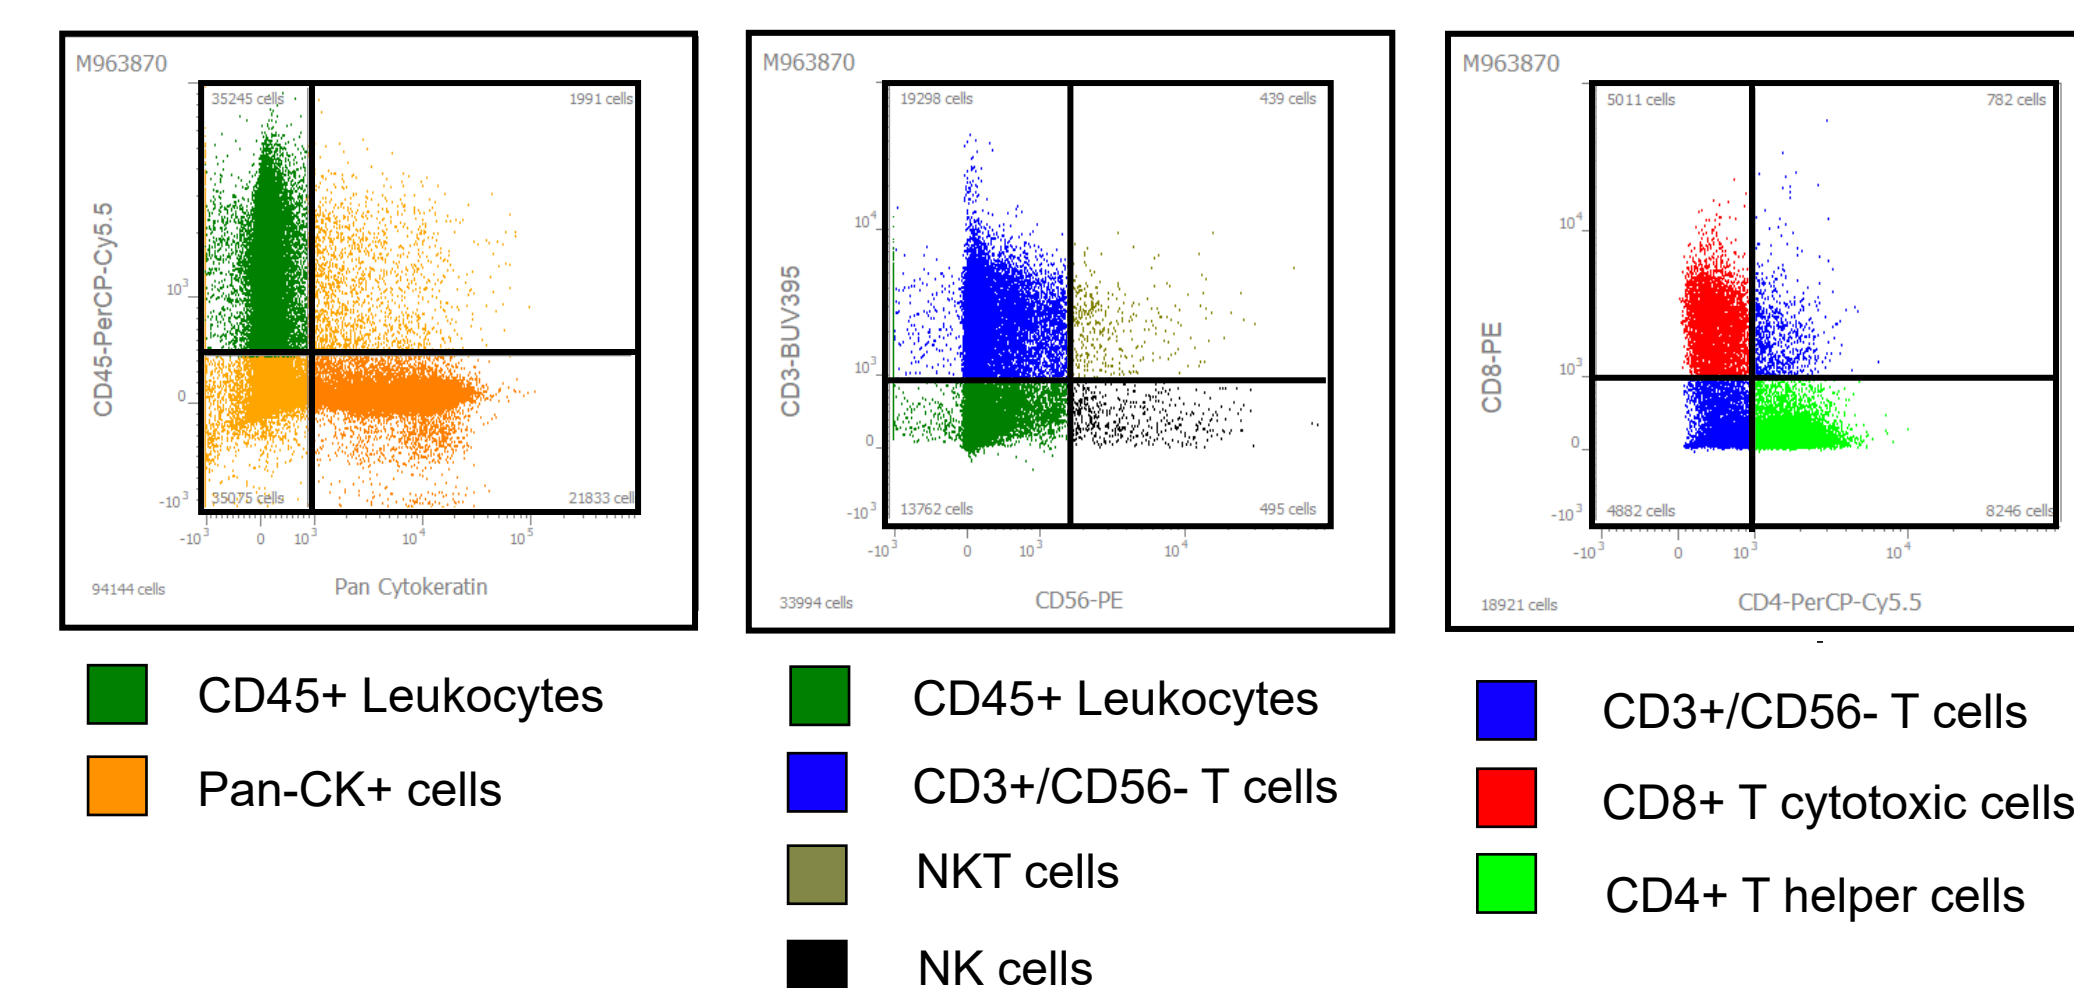 M963870
35245 cells
1991 cells
CD45-PerCP-Cy5.5
10^3
0
-10^3
35075 cells
21833 cell
-10^3 0 10^3 10^4 10^5
Pan Cytokeratin
94144 cells
CD45+ Leukocytes
Pan-CK+ cells
M963870
19298 cells
439 cells
CD3-BUV395
10^4
10^3
0
-10^3
13762 cells
495 cells
-10^3 0 10^3 10^4
CD56-PE
33994 cells
CD45+ Leukocytes
CD3+/CD56- T cells
NKT cells
NK cells
M963870
5011 cells
782 cells
CD8-PE
10^4
10^3
0
-10^3
4882 cells
8246 cells
-10^3 0 10^3 10^4
CD4-PerCP-Cy5.5
18921 cells
CD3+/CD56- T cells
CD8+ T cytotoxic cells
CD4+ T helper cells